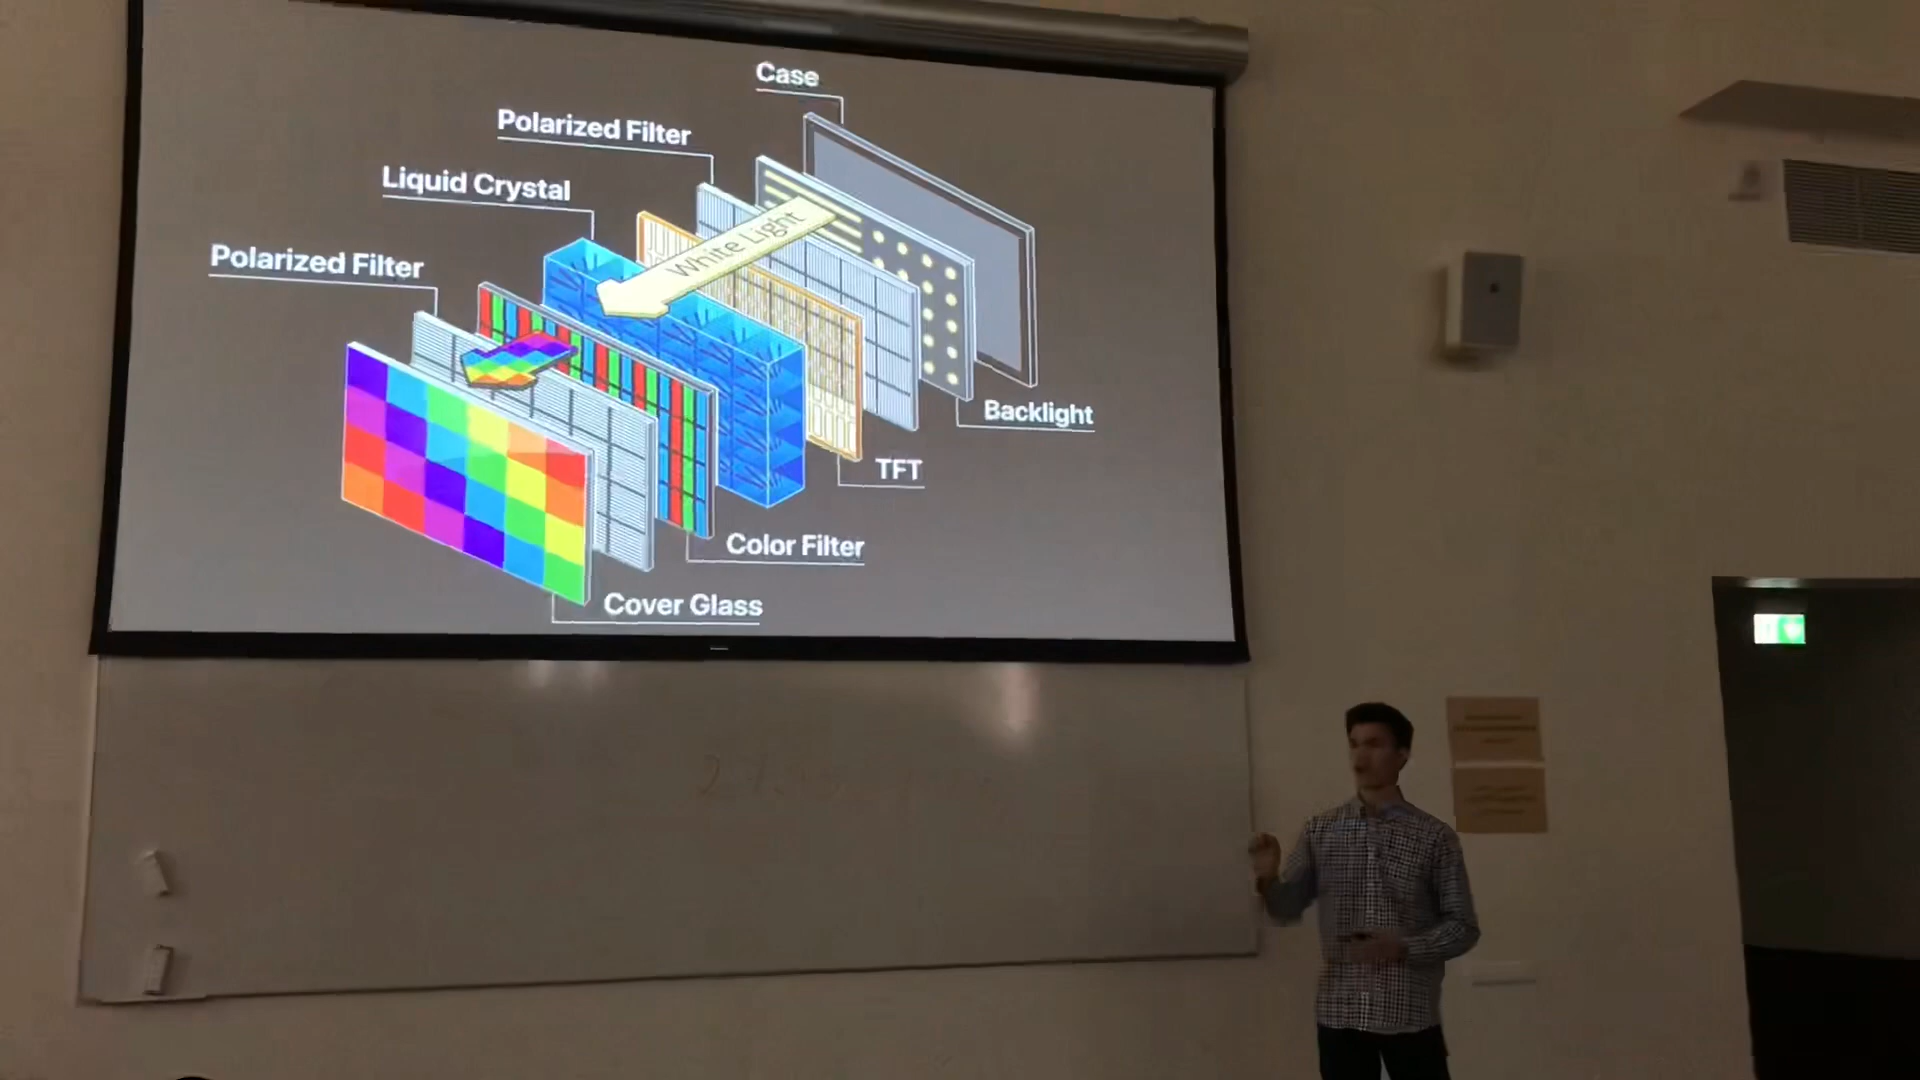 Case
Polarized Filter
Liquid Crystal
White Light
Polarized Filter
Backlight
TFT
Color Filter
Cover Glass